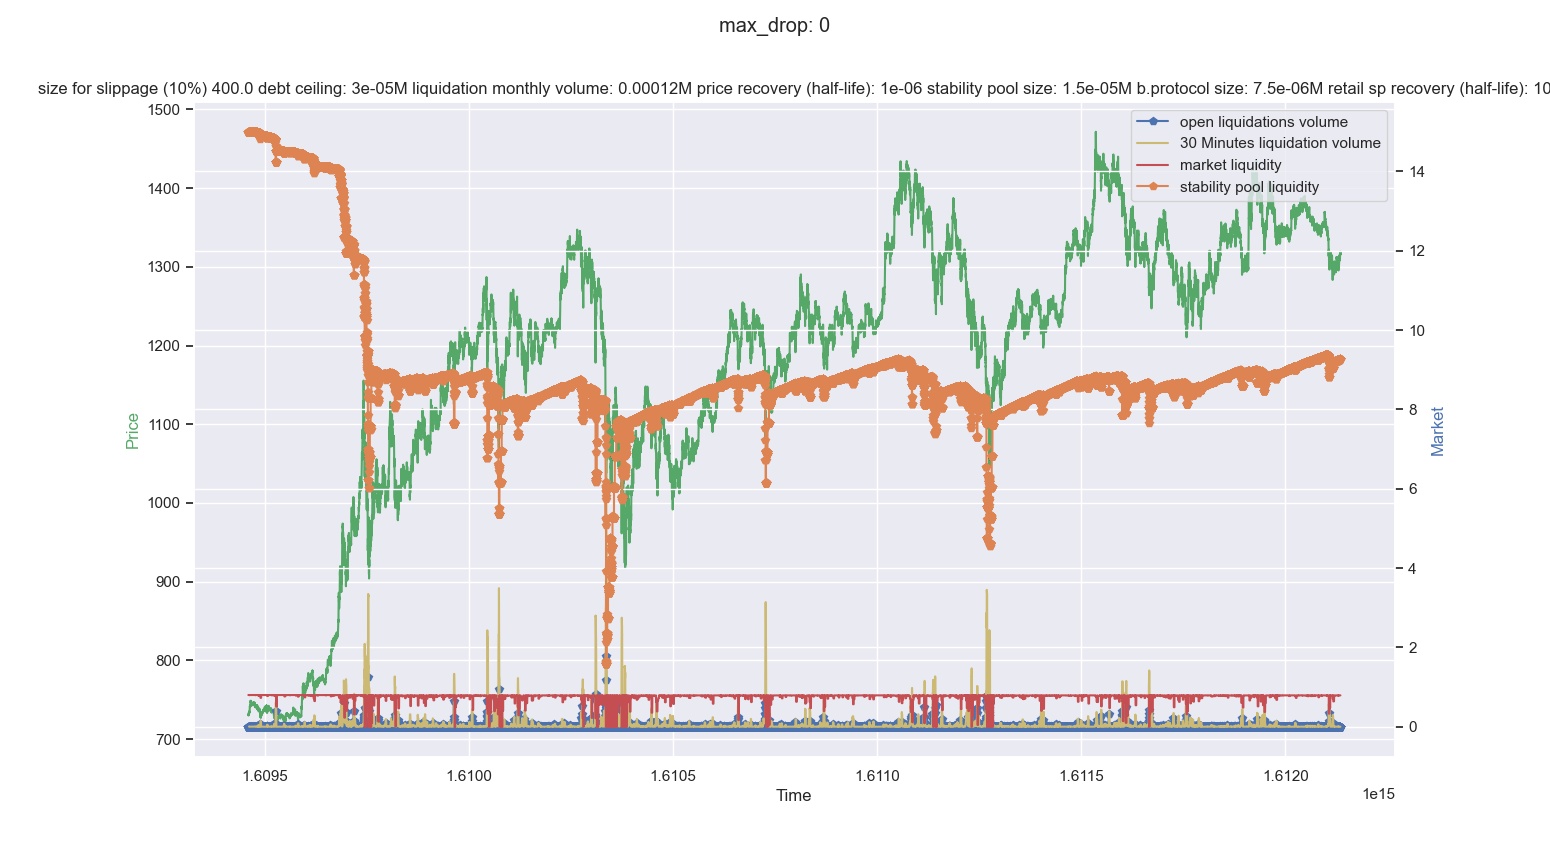 max_drop: 0
size for slippage (10%) 400.0 debt ceiling: 3e-05M liquidation monthly volume: 0.00012M price recovery (half-life): 1e-06 stability pool size: 1.5e-05M b.protocol size: 7.5e-06M retail sp recovery (half-life): 10
open liquidations volume
30 Minutes liquidation volume
market liquidity
stability pool liquidity
1500
1400
1300
1200
1100
1000
900
800
700
Price
14
12
10
8
6
4
2
0
Market
1.6095 1.6100 1.6105 1.6110 1.6115 1.6120
Time
1e15